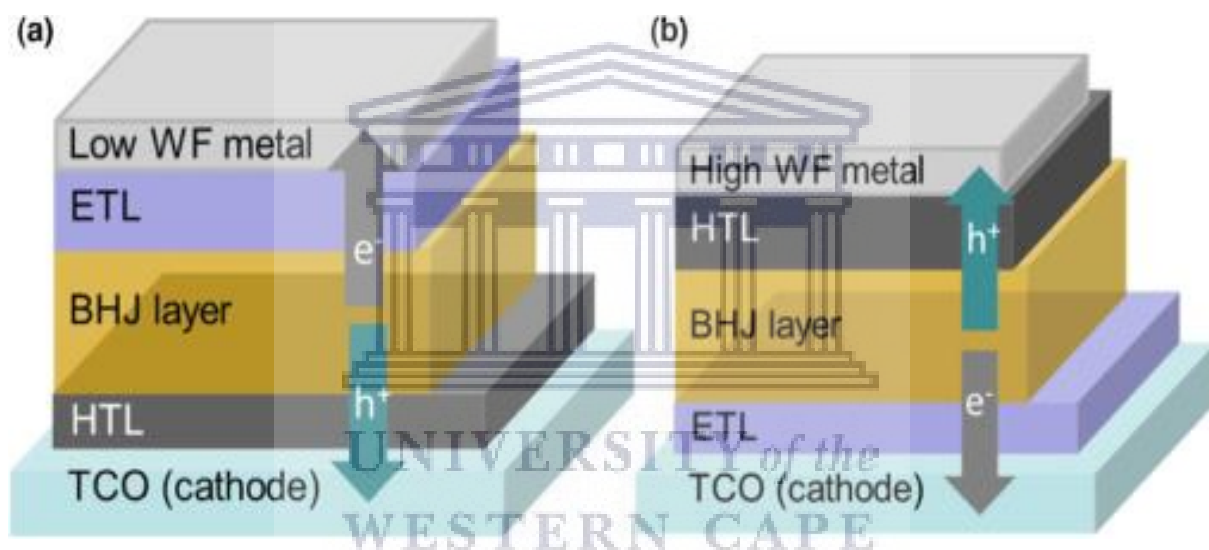 (a)
Low WF metal
ETL
e-
BHJ layer
h+
HTL
TCO (cathode)
(b)
High WF metal
HTL
h+
BHJ layer
e-
ETL
TCO (cathode)
UNIVERSITY of the
WESTERN CAPE